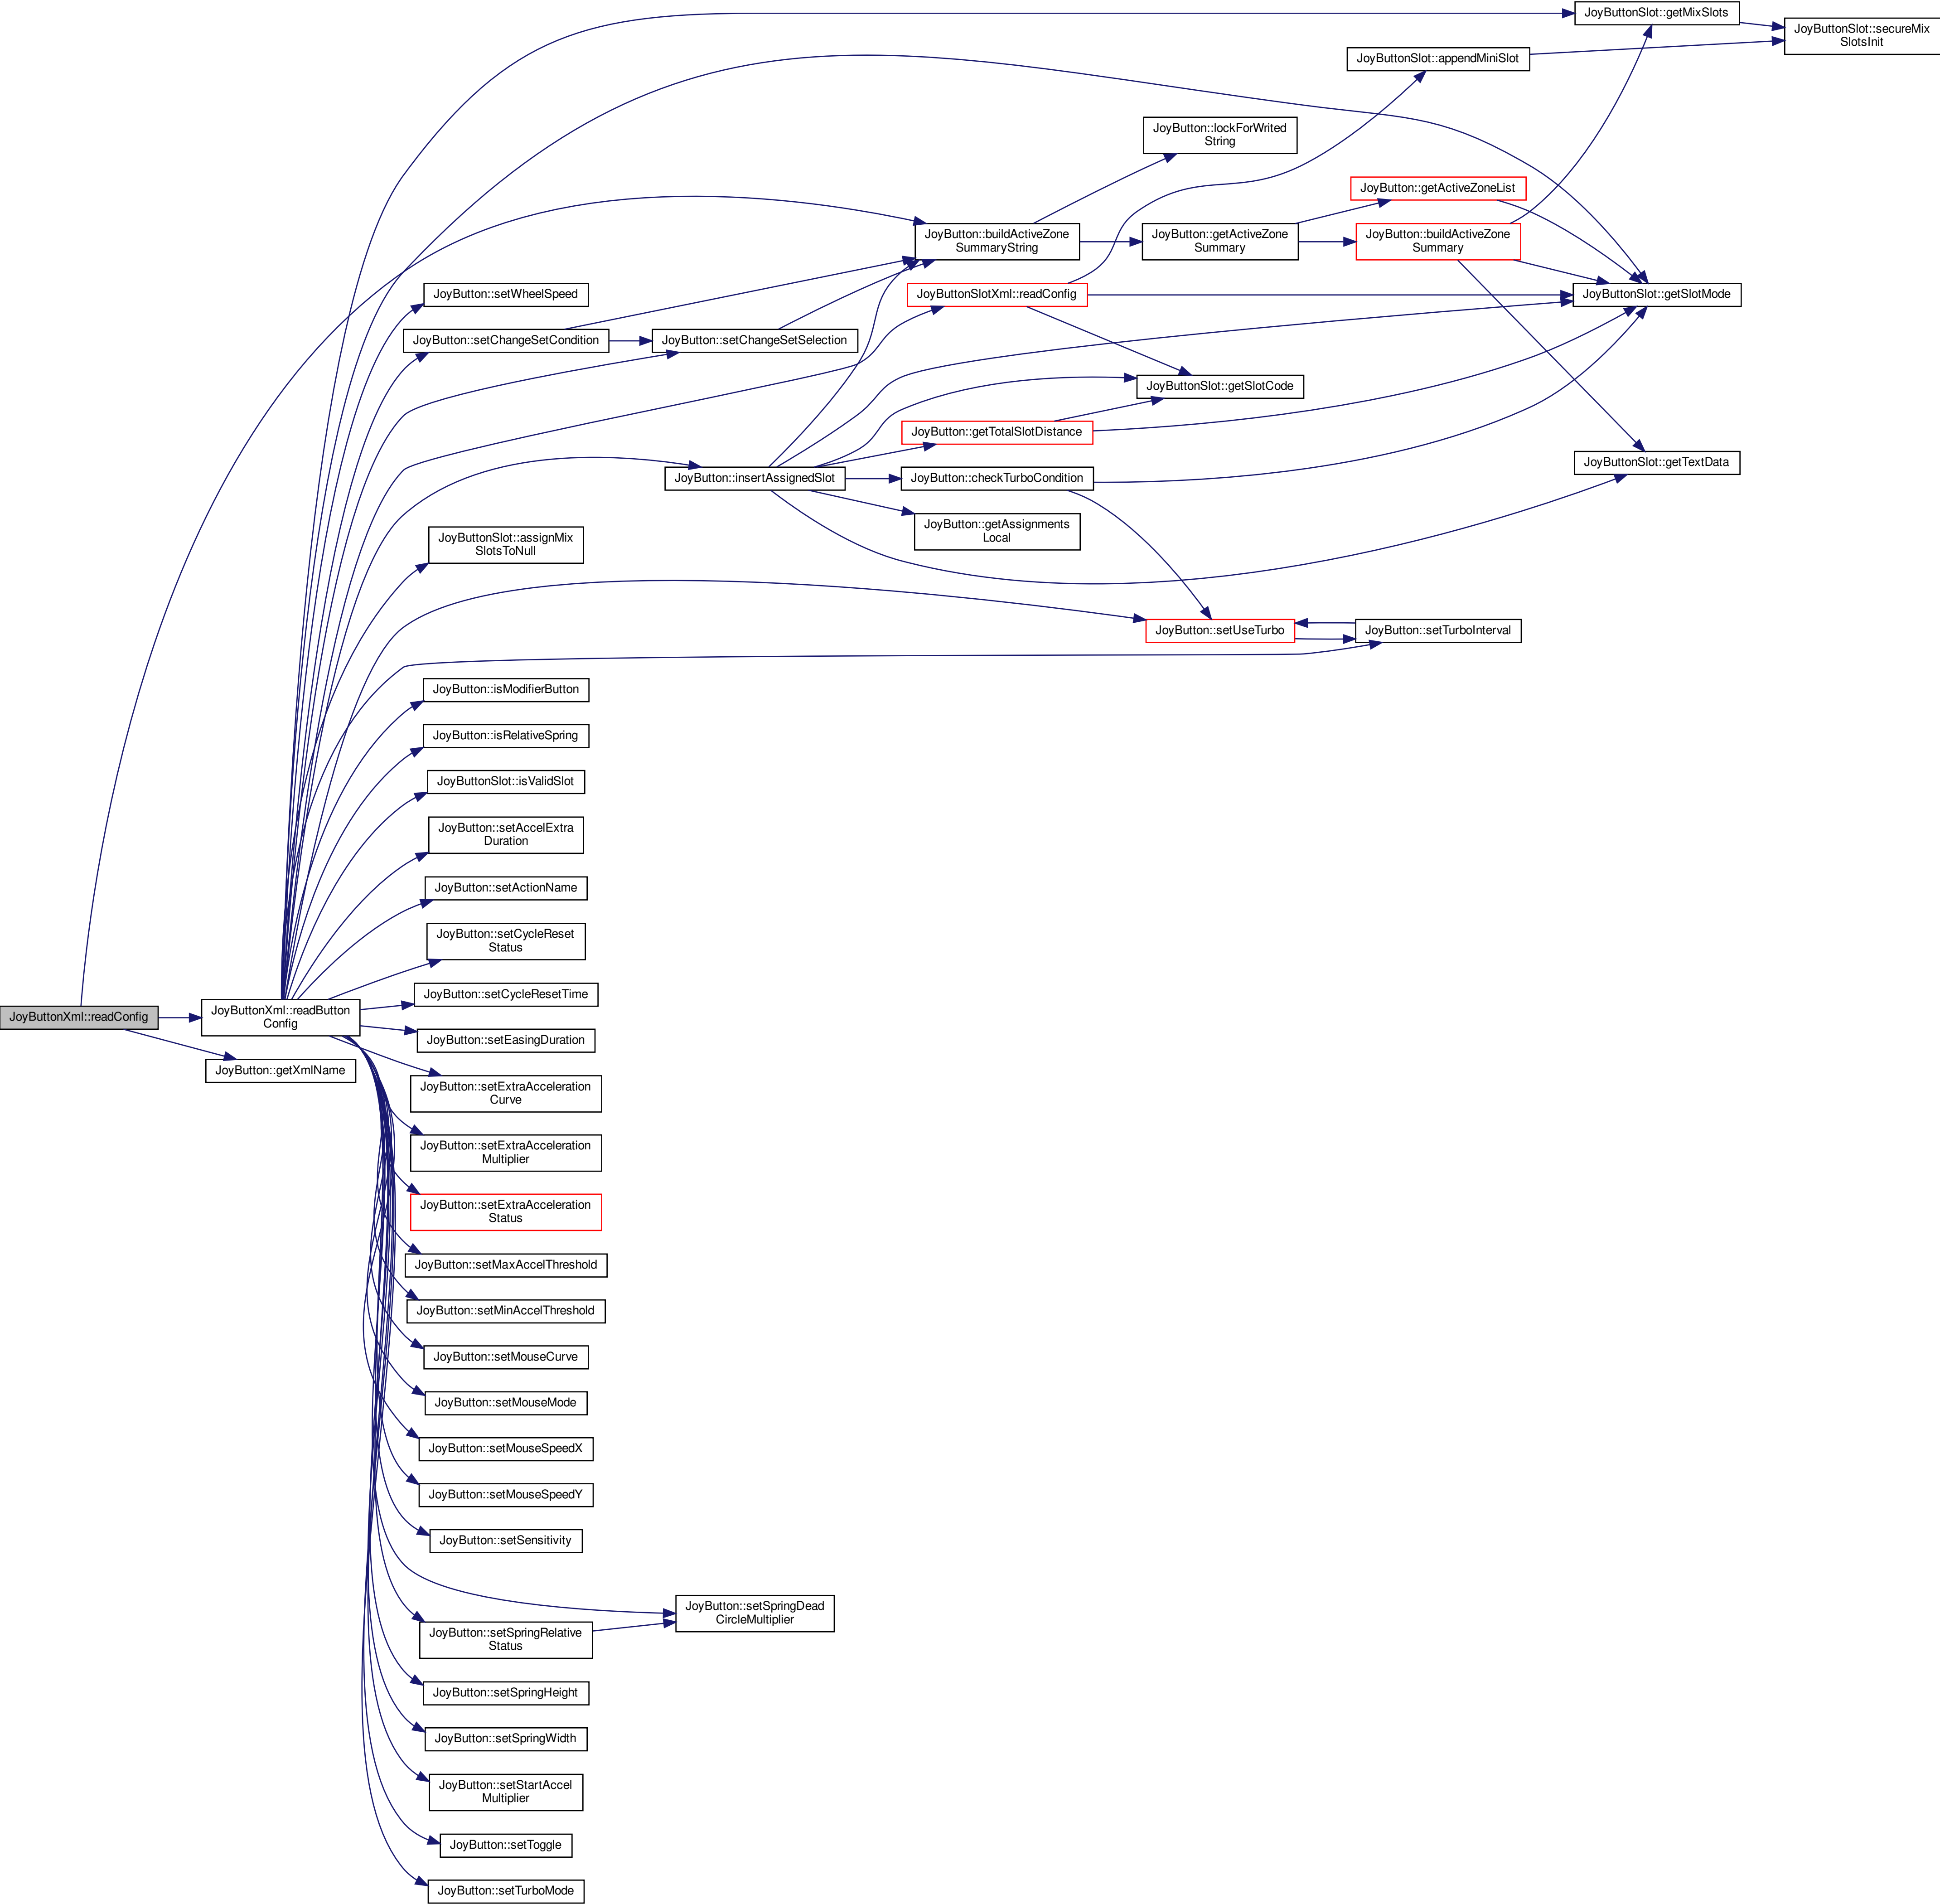 JoyButtonSlot::getMixSlots
JoyButtonSlot::secureMix
SlotsInit
JoyButtonSlot::appendMiniSlot
JoyButton::lockForWrited
String
JoyButton::getActiveZoneList
JoyButton::buildActiveZone
SummaryString
JoyButton::getActiveZone
Summary
JoyButton::buildActiveZone
Summary
JoyButton::setWheelSpeed
JoyButtonSlotXml::readConfig
JoyButtonSlot::getSlotMode
JoyButton::setChangeSetCondition
JoyButton::setChangeSetSelection
JoyButtonSlot::getSlotCode
JoyButton::getTotalSlotDistance
JoyButtonSlot::getTextData
JoyButton::insertAssignedSlot
JoyButton::checkTurboCondition
JoyButton::getAssignments
Local
JoyButtonSlot::assignMix
SlotsToNull
JoyButton::setUseTurbo
JoyButton::setTurboInterval
JoyButton::isModifierButton
JoyButton::isRelativeSpring
JoyButtonSlot::isValidSlot
JoyButton::setAccelExtra
Duration
JoyButton::setActionName
JoyButton::setCycleReset
Status
JoyButton::setCycleResetTime
JoyButtonXml::readConfig
JoyButtonXml::readButton
Config
JoyButton::setEasingDuration
JoyButton::getXmlName
JoyButton::setExtraAcceleration
Curve
JoyButton::setExtraAcceleration
Multiplier
JoyButton::setExtraAcceleration
Status
JoyButton::setMaxAccelThreshold
JoyButton::setMinAccelThreshold
JoyButton::setMouseCurve
JoyButton::setMouseMode
JoyButton::setMouseSpeedX
JoyButton::setMouseSpeedY
JoyButton::setSensitivity
JoyButton::setSpringDead
CircleMultiplier
JoyButton::setSpringRelative
Status
JoyButton::setSpringHeight
JoyButton::setSpringWidth
JoyButton::setStartAccel
Multiplier
JoyButton::setToggle
JoyButton::setTurboMode